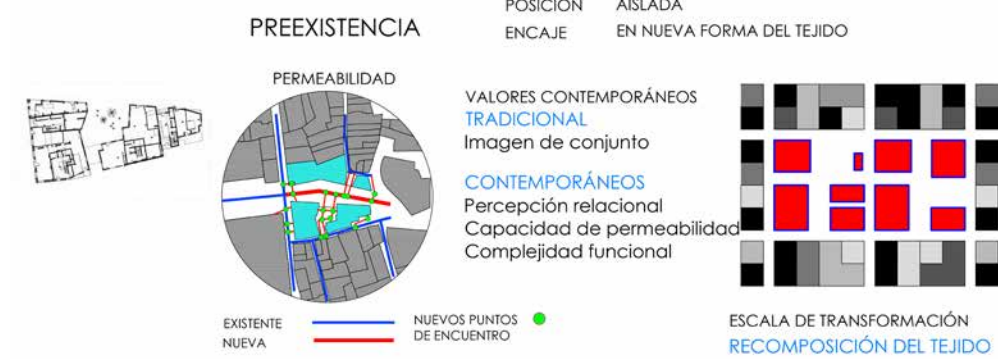 POSICIÓN AISLADA
PREEXISTENCIA
ENCAJE EN NUEVA FORMA DEL TEJIDO
PERMEABILIDAD
VALORES CONTEMPORÁNEOS
TRADICIONAL
Imagen de conjunto
CONTEMPORÁNEOS
Percepción relacional
Capacidad de permeabilidad
Complejidad funcional
EXISTENTE
NUEVA
NUEVOS PUNTOS
DE ENCUENTRO
ESCALA DE TRANSFORMACIÓN
RECOMPOSICIÓN DEL TEJIDO